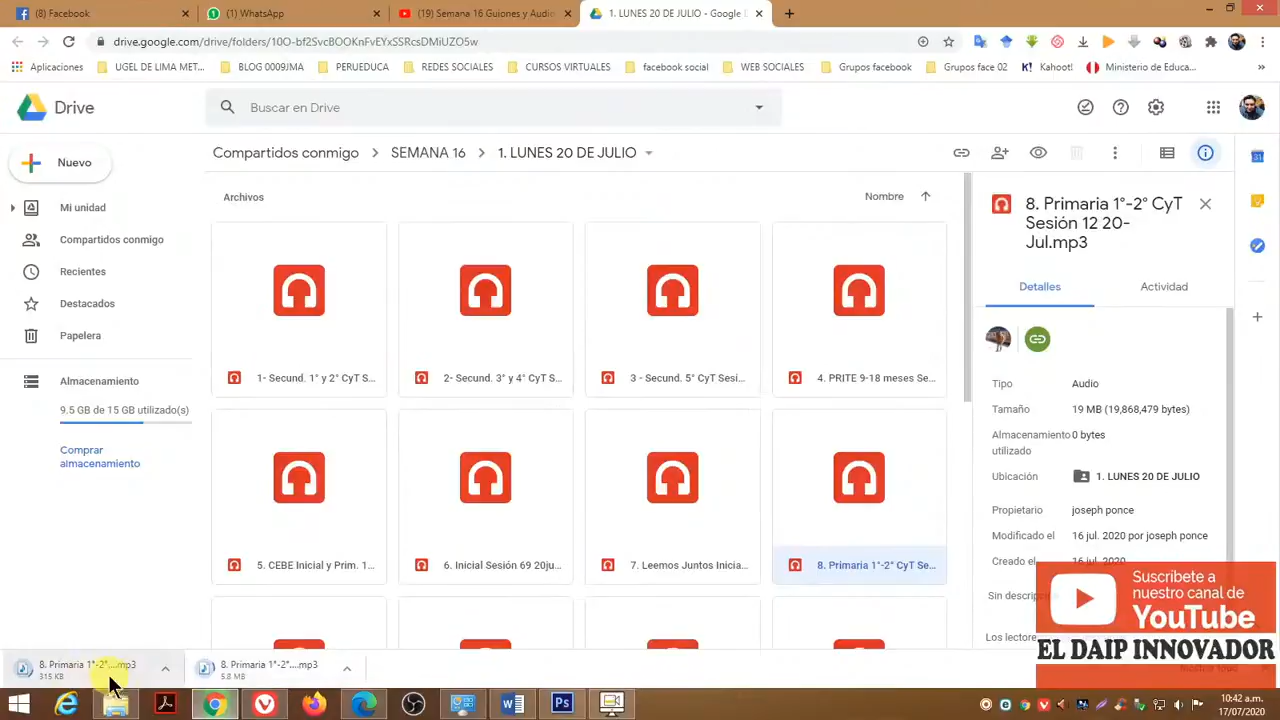 (8) Facebook
(1) WhatsApp
(19) Semana 16 Guiones y Audio
1. LUNES 20 DE JULIO - Google D
drive.google.com/drive/folders/10O-bf2SvcBOOKnFvEYxSSRcsDMiUZO5w
Aplicaciones
UGEL DE LIMA MET...
BLOG 0009JMA
PERUEDUCA
REDES SOCIALES
CURSOS VIRTUALES
facebook social
WEB SOCIALES
Grupos facebook
Grupos face 02
K! Kahoot!
Ministerio de Educa...
»
Drive
Buscar en Drive
Nuevo
Compartidos conmigo > SEMANA 16 > 1. LUNES 20 DE JULIO
Mi unidad
Compartidos conmigo
Recientes
Destacados
Papelera
Almacenamiento
9.5 GB de 15 GB utilizado(s)
Comprar
almacenamiento
Archivos
Nombre
1- Secund. 1° y 2° CyT S...
2- Secund. 3° y 4° CyT S...
3 - Secund. 5° CyT Sesi...
4. PRITE 9-18 meses Se...
5. CEBE Inicial y Prim. 1...
6. Inicial Sesión 69 20ju...
7. Leemos Juntos Inicia...
8. Primaria 1°-2° CyT Se...
8. Primaria 1°-2° CyT
Sesión 12 20-
Jul.mp3
Detalles
Actividad
Tipo
Audio
Tamaño
19 MB (19,868,479 bytes)
Almacenamiento
utilizado
0 bytes
Ubicación
1. LUNES 20 DE JULIO
Propietario
joseph ponce
Modificado el
16 jul. 2020 por joseph ponce
Creado el
16 jul. 2020
Sin descripc
Los lectore
Suscribete a
nuestro canal de
YouTube
EL DAIP INNOVADOR
8. Primaria 1°-2°....mp3
315 KB
8. Primaria 1°-2°....mp3
5.8 MB
10:42 a.m.
17/07/2020